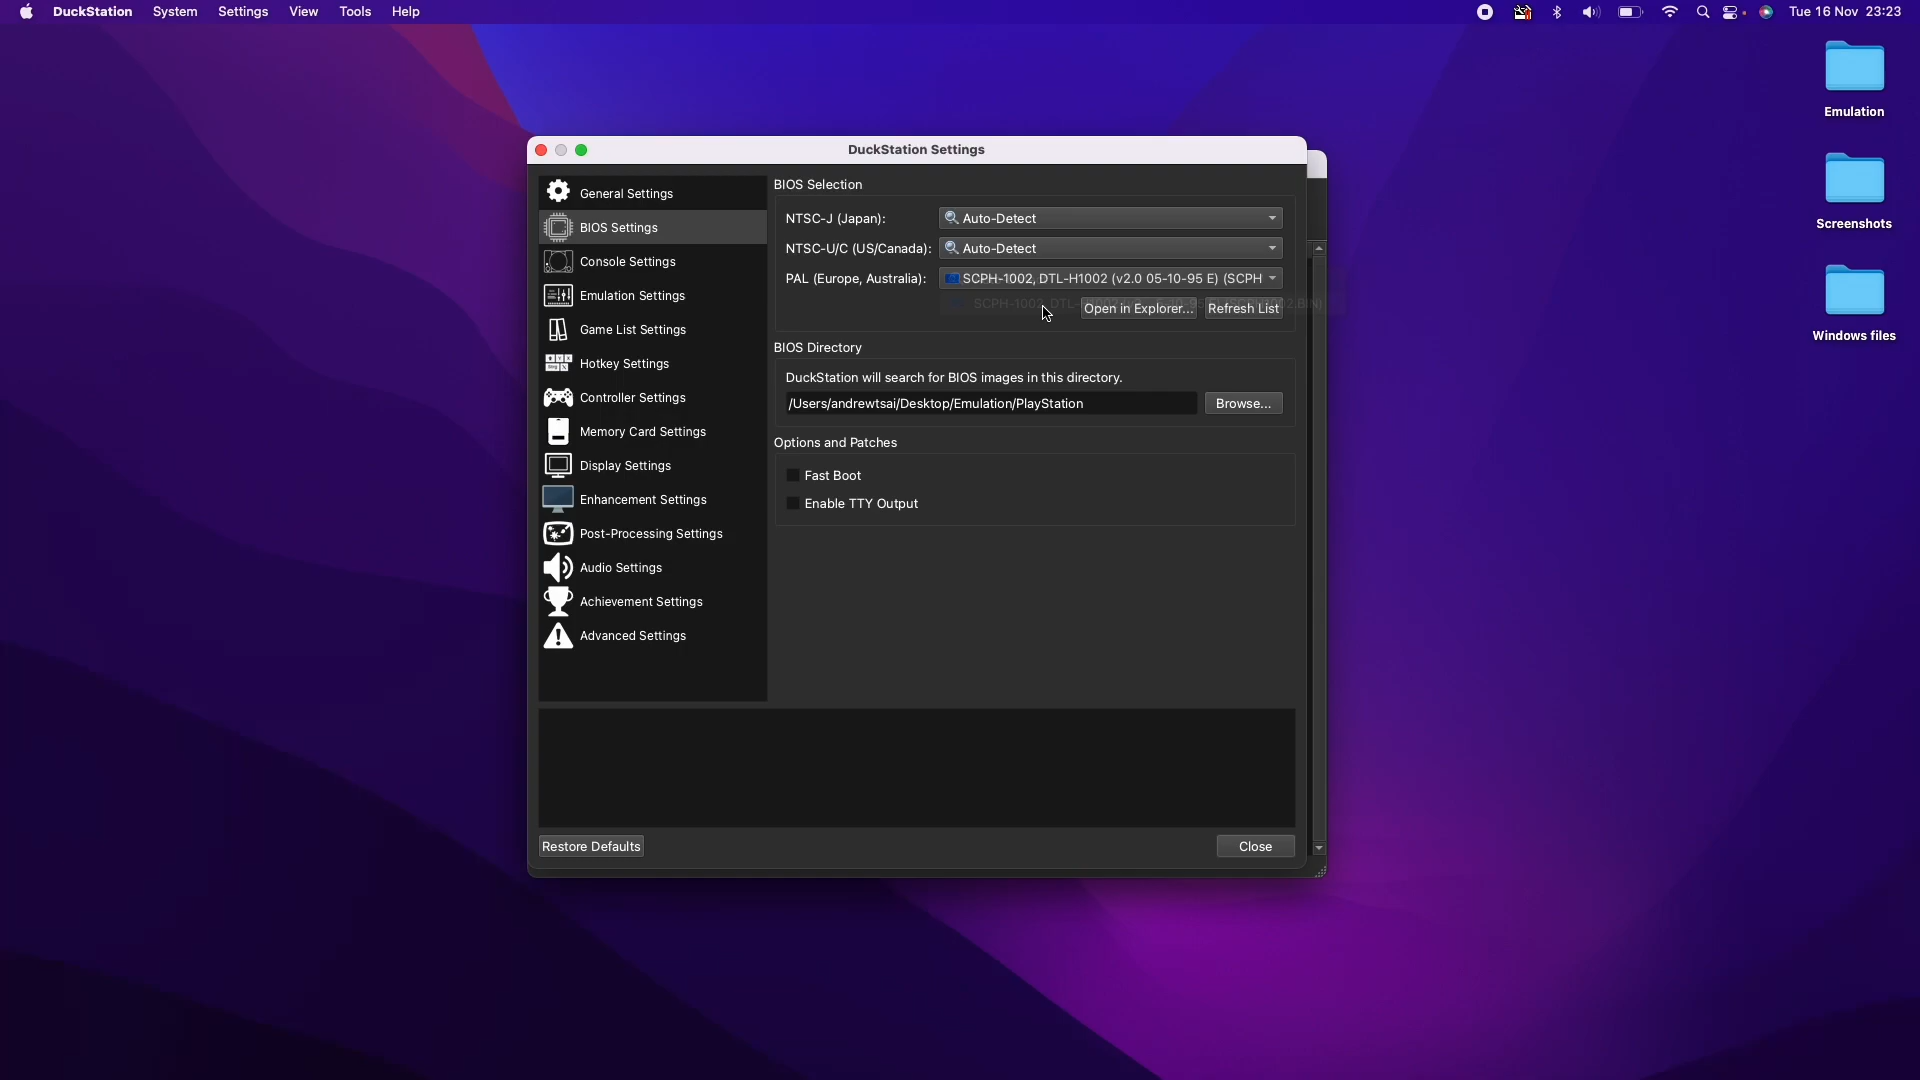 DuckStation System Settings View Tools Help Tue 16 Nov 23:23
Emulation
Screenshots
Windows files
DuckStation Settings
General Settings
BIOS Settings
Console Settings
Emulation Settings
Game List Settings
Hotkey Settings
Controller Settings
Memory Card Settings
Display Settings
Enhancement Settings
Post-Processing Settings
Audio Settings
Achievement Settings
Advanced Settings
BIOS Selection
NTSC-J (Japan): Auto-Detect
NTSC-U/C (US/Canada): Auto-Detect
PAL (Europe, Australia): SCPH-1002, DTL-H1002 (v2.0 05-10-95 E) (SCPH
Open in Explorer... Refresh List
BIOS Directory
DuckStation will search for BIOS images in this directory.
/Users/andrewtsai/Desktop/Emulation/PlayStation Browse...
Options and Patches
Fast Boot
Enable TTY Output
Restore Defaults Close